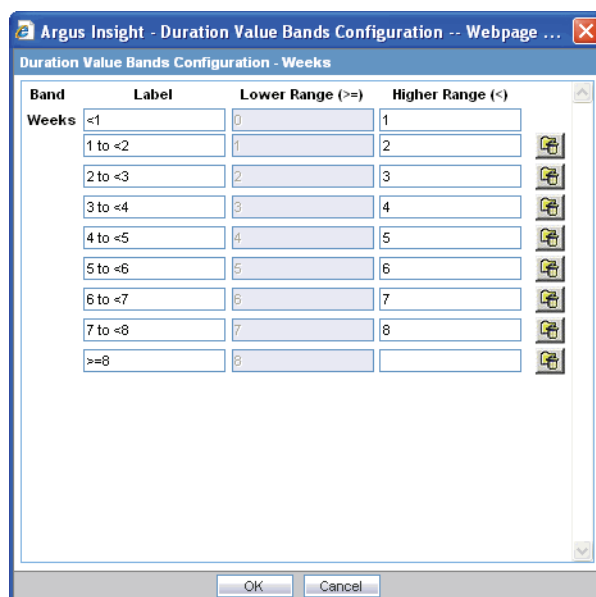 Argus Insight - Duration Value Bands Configuration -- Webpage ...
Duration Value Bands Configuration - Weeks
Band Label Lower Range (>=) Higher Range (<)
Weeks <1 0 1
1 to <2 1 2
2 to <3 2 3
3 to <4 3 4
4 to <5 4 5
5 to <6 5 6
6 to <7 6 7
7 to <8 7 8
>=8 8
OK Cancel